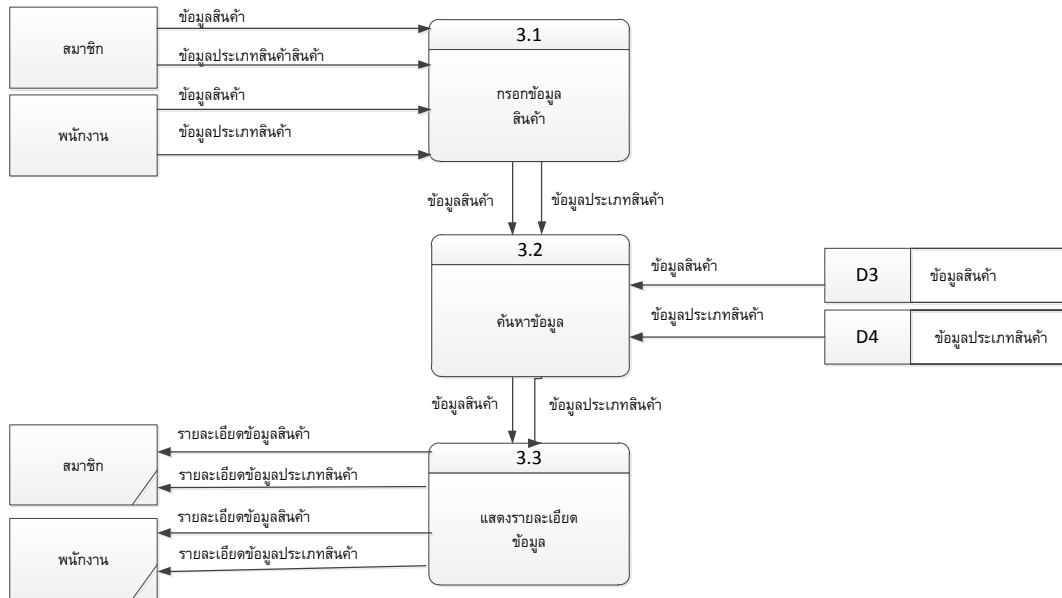 ข้อมูลสินค้า
สมาชิก
ข้อมูลประเภทสินค้าสินค้า
ข้อมูลสินค้า
พนักงาน
ข้อมูลประเภทสินค้า
3.1
กรอกข้อมูล
สินค้า
ข้อมูลสินค้า
ข้อมูลประเภทสินค้า
3.2
ค้นหาข้อมูล
ข้อมูลสินค้า
D3
ข้อมูลสินค้า
ข้อมูลประเภทสินค้า
D4
ข้อมูลประเภทสินค้า
ข้อมูลสินค้า
ข้อมูลประเภทสินค้า
รายละเอียดข้อมูลสินค้า
สมาชิก
รายละเอียดข้อมูลประเภทสินค้า
รายละเอียดข้อมูลสินค้า
พนักงาน
รายละเอียดข้อมูลประเภทสินค้า
3.3
แสดงรายละเอียด
ข้อมูล